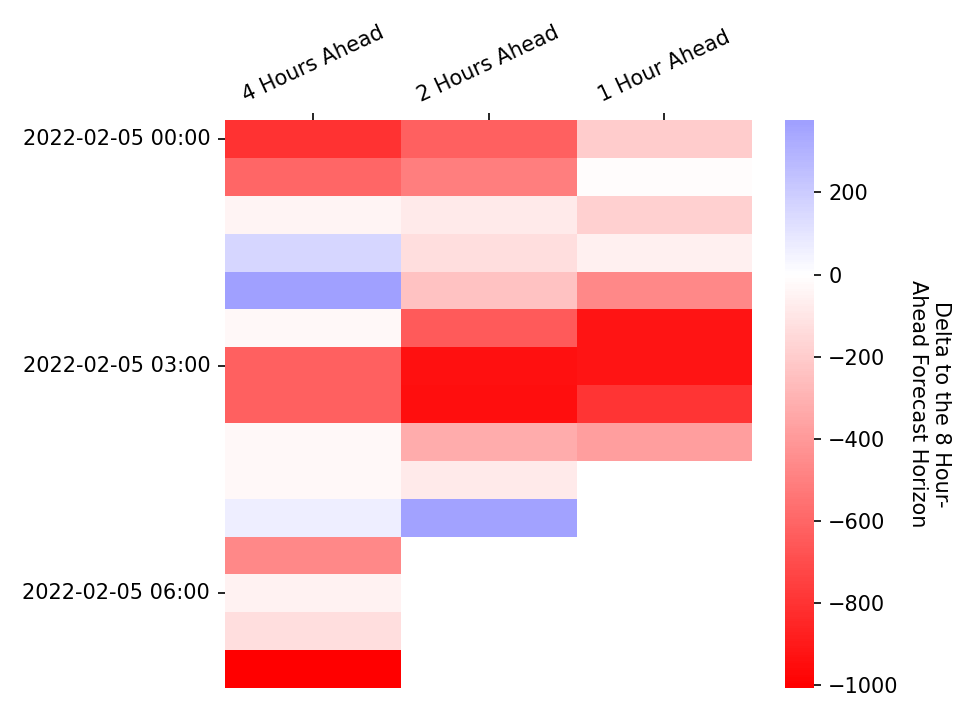 4 Hours Ahead
2 Hours Ahead
1 Hour Ahead
2022-02-05 00:00
2022-02-05 03:00
2022-02-05 06:00
200
0
−200
−400
−600
−800
−1000
Delta to the 8 Hour-
Ahead Forecast Horizon